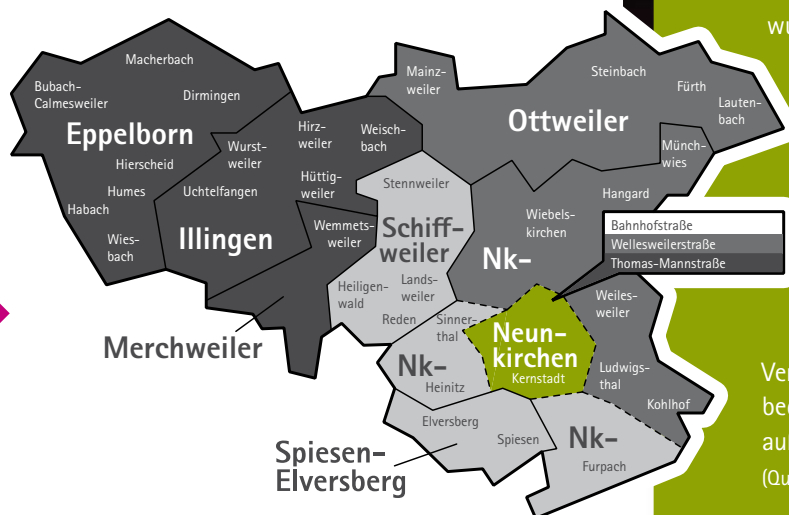 Macherbach
Bubach-
Calmesweiler
Dirmingen
Eppelborn
Hierscheid
Humes
Habach
Wies-
bach
Wurst-
weiler
Hirz-
weiler
Weisch-
bach
Uchtelfangen
Hüttig-
weiler
Illingen
Wemmets-
weiler
Merchweiler
Mainz-
weiler
Steinbach
Fürth
Lauten-
bach
Ottweiler
Münch-
wies
Stennweiler
Schiff-
weiler
Heiligen-
wald
Lands-
weiler
Reden
Hangard
Wiebels-
kirchen
Nk-
Bahnhofstraße
Wellesweilerstraße
Thomas-Mannstraße
Weiles-
weiler
Ludwigs-
thal
Kohlhof
Sinner-
thal
Nk-
Heinitz
Neun-
kirchen
Kernstadt
Elversberg
Spiesen
Spiesen-
Elversberg
Nk-
Furpach
wu
Ver
bec
au
(Qu